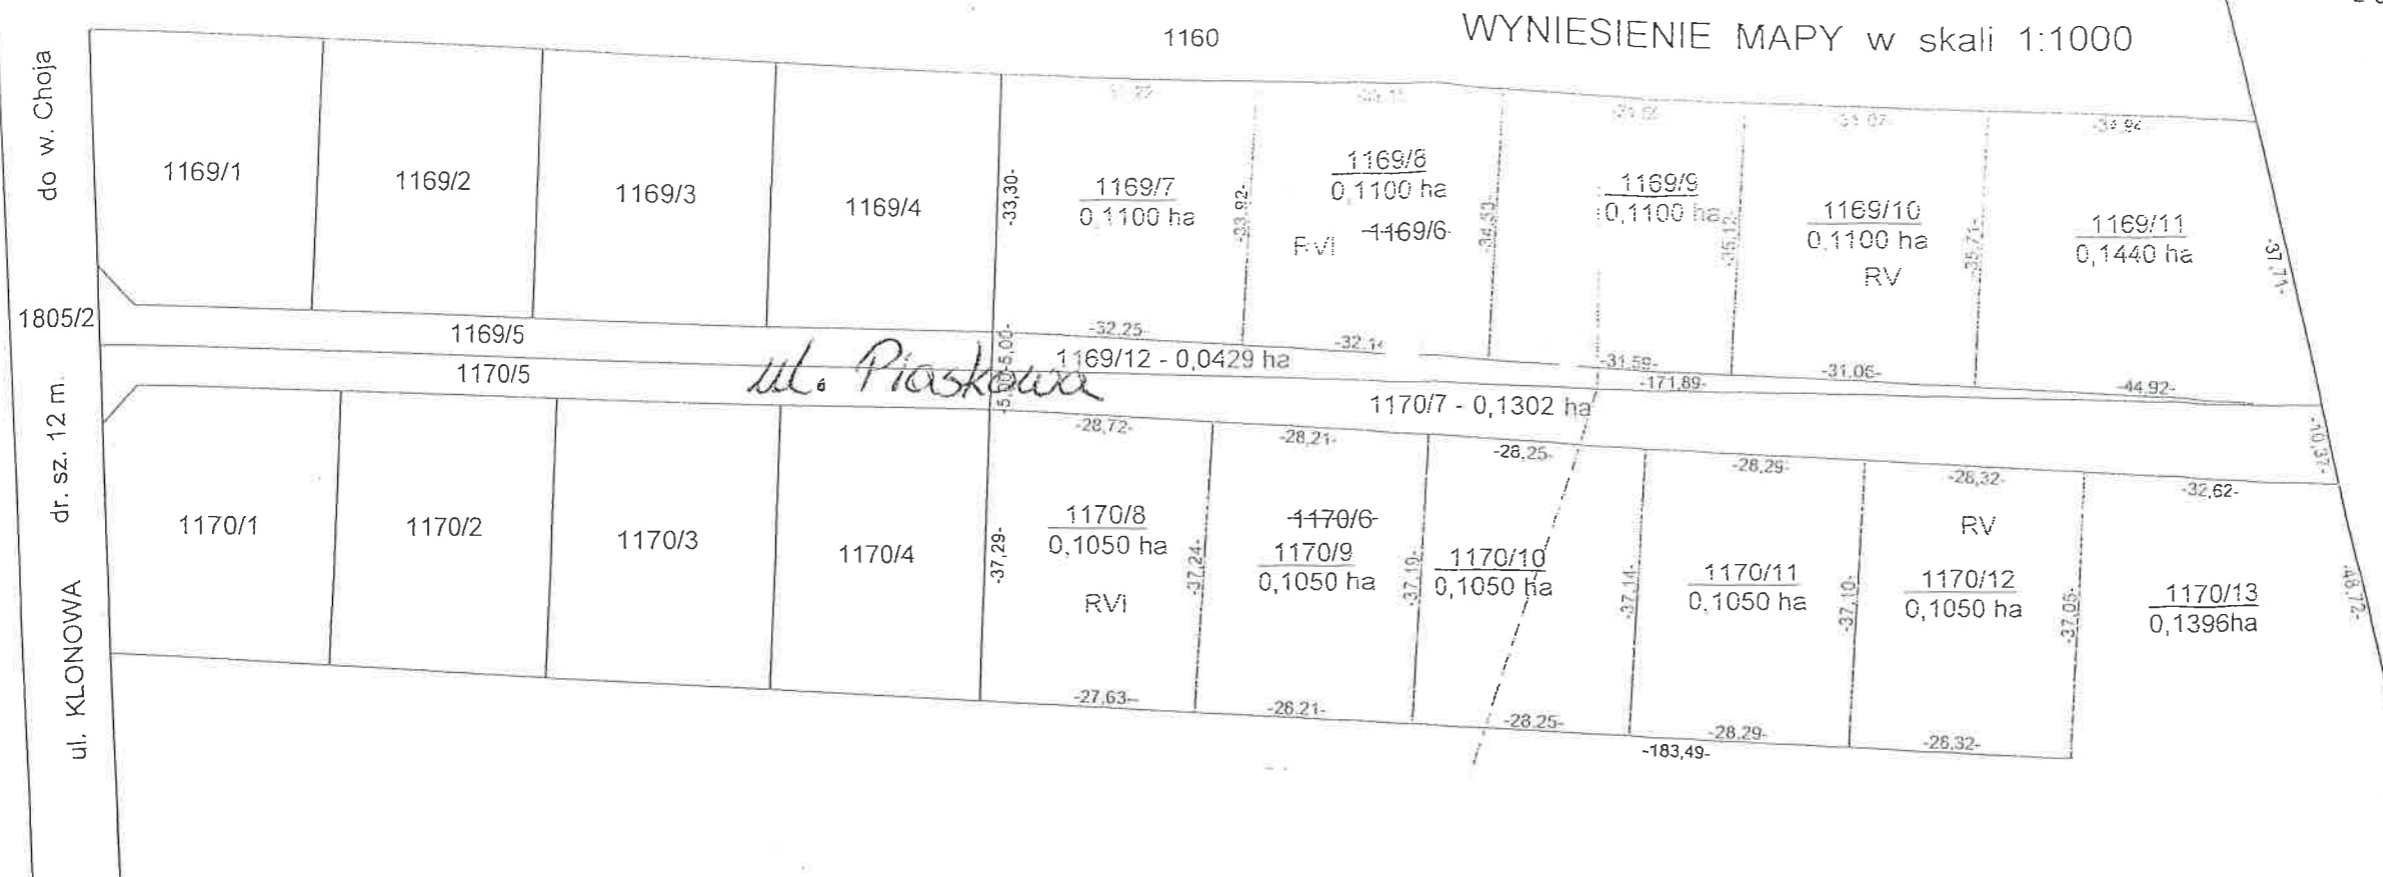 WYNIESIENIE MAPY w skali 1:1000
1160
do w. Choja
1805/2
dr. sz. 12 m.
ul. KLONOWA
1169/1
1169/2
1169/3
1169/4
-33,30-
1169/7
0,1100 ha
-33,92-
1169/8
0,1100 ha
1169/6
RVI
1169/9
0,1100 ha
-35,12-
1169/10
0,1100 ha
RV
-35,71-
1169/11
0,1440 ha
-37,71-
-32,25-
-32,14
-31,59-
-31,06-
-44,92-
1169/5
-5,00-
1169/12 - 0,0429 ha
ul. Piaskowa
1170/5
-171,89-
1170/7 - 0,1302 ha
-10,37-
-28,72-
-28,21-
-28,25-
-28,29-
-28,32-
-32,62-
1170/1
1170/2
1170/3
1170/4
-37,29-
1170/8
0,1050 ha
RVI
-37,24-
1170/6
1170/9
0,1050 ha
-37,19-
1170/10
0,1050 ha
-37,14-
1170/11
0,1050 ha
-37,10-
RV
1170/12
0,1050 ha
-37,05-
1170/13
0,1396ha
-48,72-
-27,63-
-28,25-
-28,29-
-183,49-